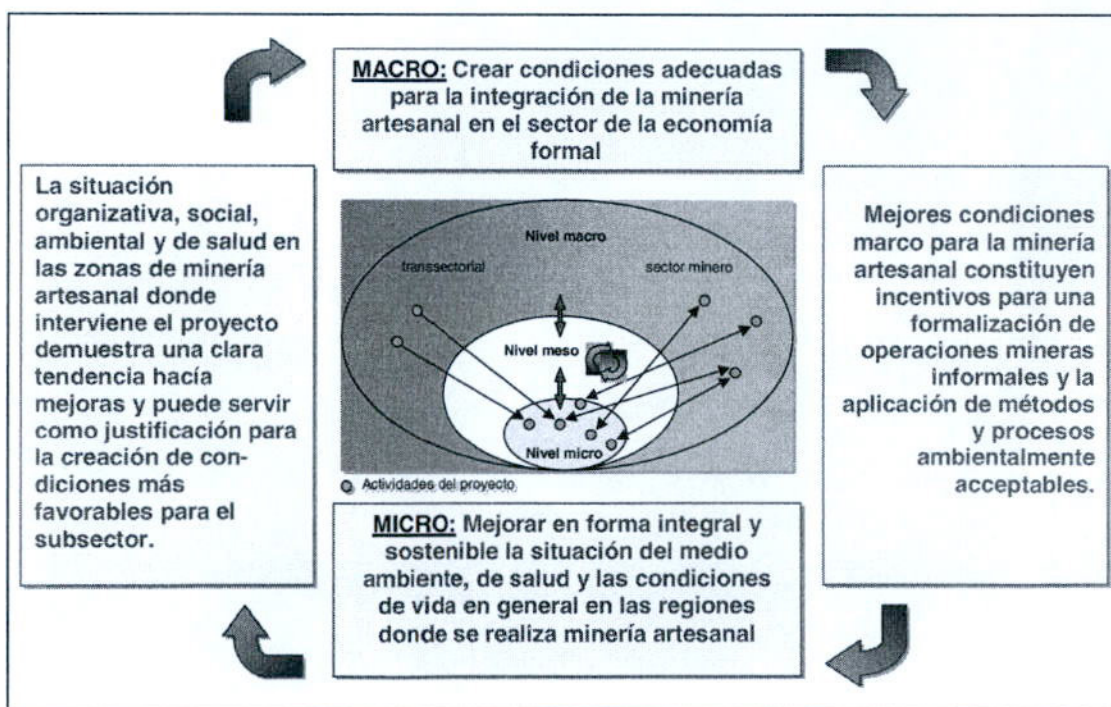 MACRO: Crear condiciones adecuadas
para la integración de la minería
artesanal en el sector de la economía
formal
La situación
organizativa, social,
ambiental y de salud en
las zonas de minería
artesanal donde
interviene el proyecto
demuestra una clara
tendencia hacía
mejoras y puede servir
como justificación para
la creación de con-
diciones más
favorables para el
subsector.
Nivel macro
transsectorial
sector minero
Nivel meso
Nivel micro
Actividades del proyecto
Mejores condiciones
marco para la minería
artesanal constituyen
incentivos para una
formalización de
operaciones mineras
informales y la
aplicación de métodos
y procesos
ambientalmente
acceptables.
MICRO: Mejorar en forma integral y
sostenible la situación del medio
ambiente, de salud y las condiciones
de vida en general en las regiones
donde se realiza minería artesanal